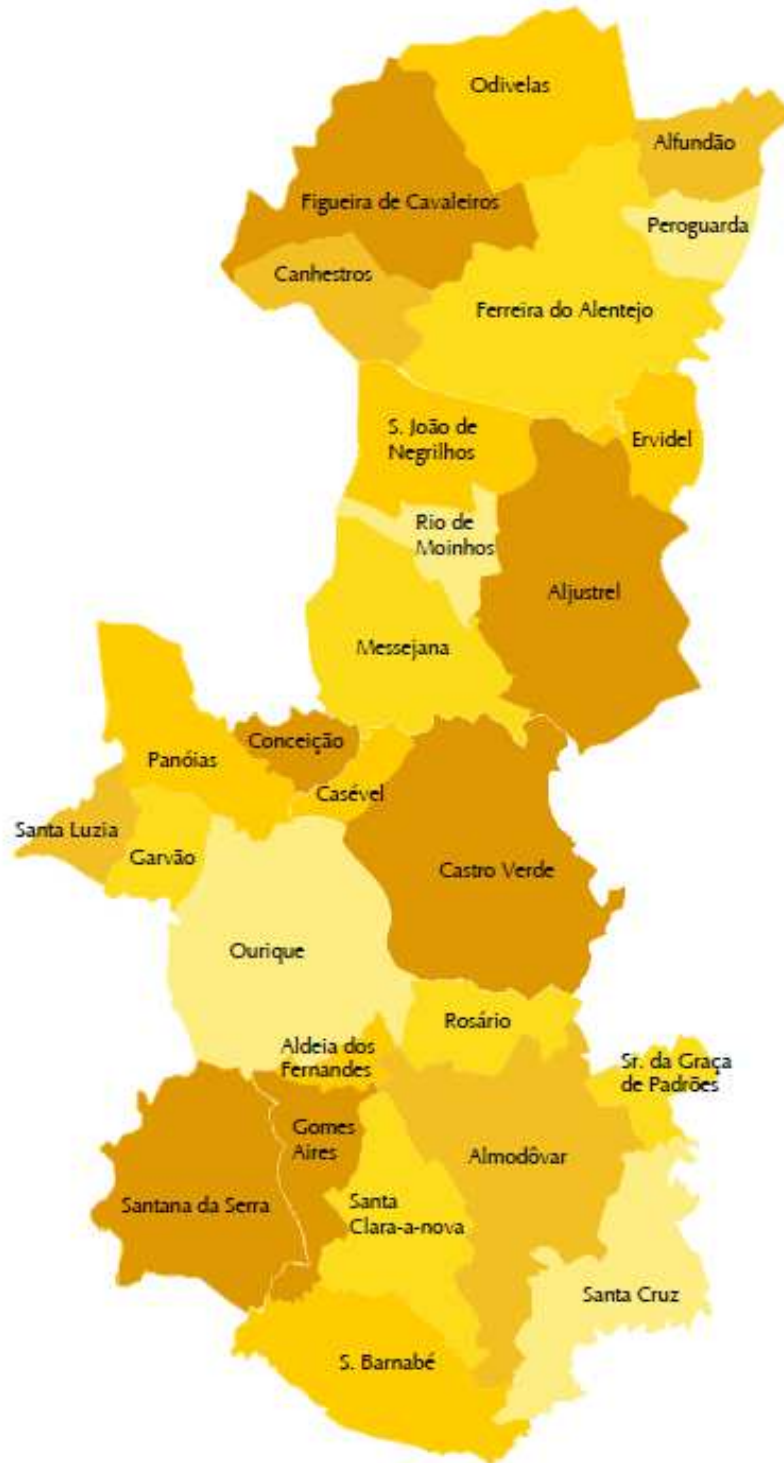 Odivelas
Alfundão
Figueira de Cavaleiros
Peroguarda
Canhestros
Ferreira do Alentejo
S. João de
Negrilhos
Ervidel
Rio de
Moinhos
Aljustrel
Messejana
Conceição
Panóias
Casével
Santa Luzia
Garvão
Castro Verde
Ourique
Rosário
Aldeia dos
Fernandes
Sr. da Graça
de Padrões
Gomes
Aires
Almodôvar
Santana da Serra
Santa
Clara-a-nova
Santa Cruz
S. Barnabé